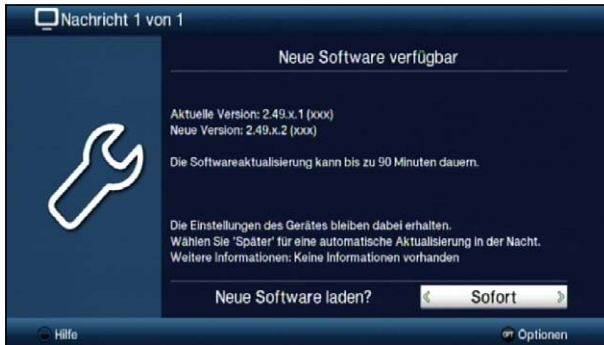 Nachricht 1 von 1
Neue Software verfügbar
Aktuelle Version: 2.49.x.1 (xxx)
Neue Version: 2.49.x.2 (xxx)
Die Softwareaktualisierung kann bis zu 90 Minuten dauern.
Die Einstellungen des Gerätes bleiben dabei erhalten.
Wählen Sie 'Später' für eine automatische Aktualisierung in der Nacht.
Weitere Informationen: Keine Informationen vorhanden
Neue Software laden? Sofort
Hilfe OPT Optionen